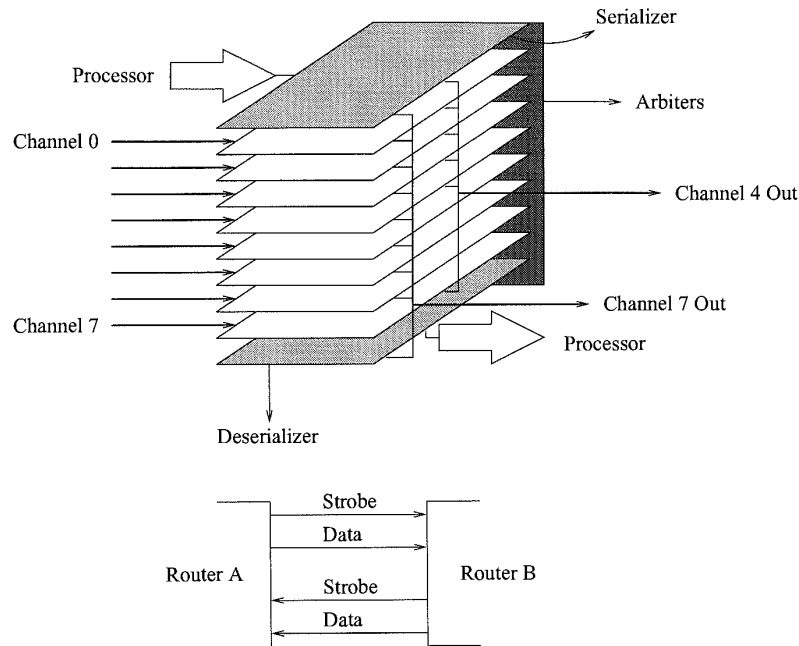 Serializer
Processor
Arbiters
Channel 0
Channel 4 Out
Channel 7 Out
Channel 7
Processor
Deserializer
Strobe
Data
Router A
Router B
Strobe
Data